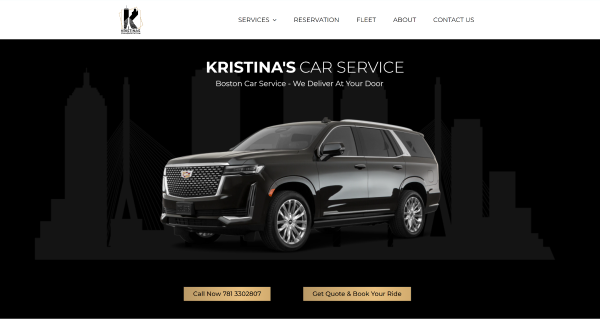 K
SERVICES
RESERVATION
FLEET
ABOUT
CONTACT US
KRISTINA'S CAR SERVICE
Boston Car Service - We Deliver At Your Door
Call Now 781 3302807
Get Quote & Book Your Ride